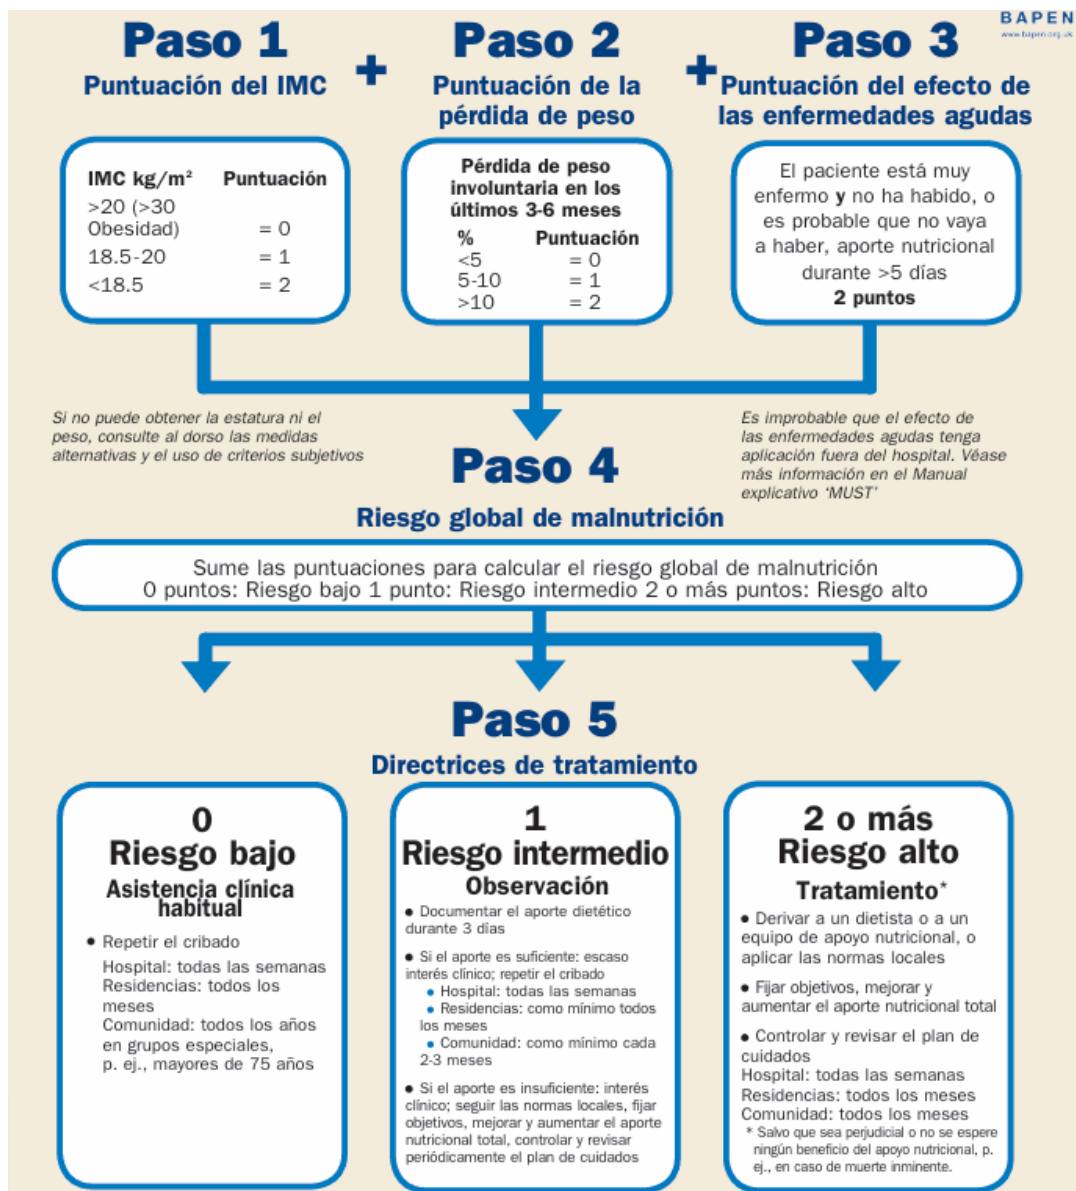 BAPEN
www.bapen.org.uk
Paso 1
Puntuación del IMC
+
Paso 2
Puntuación de la
pérdida de peso
+
Paso 3
Puntuación del efecto de
las enfermedades agudas
IMC kg/m² Puntuación
>20 (>30
Obesidad) = 0
18.5-20 = 1
<18.5 = 2
Pérdida de peso
involuntaria en los
últimos 3-6 meses
% Puntuación
<5 = 0
5-10 = 1
>10 = 2
El paciente está muy
enfermo y no ha habido, o
es probable que no vaya
a haber, aporte nutricional
durante >5 días
2 puntos
Si no puede obtener la estatura ni el
peso, consulte al dorso las medidas
alternativas y el uso de criterios subjetivos
Es improbable que el efecto de
las enfermedades agudas tenga
aplicación fuera del hospital. Véase
más información en el Manual
explicativo ‘MUST’
Paso 4
Riesgo global de malnutrición
Sume las puntuaciones para calcular el riesgo global de malnutrición
0 puntos: Riesgo bajo 1 punto: Riesgo intermedio 2 o más puntos: Riesgo alto
Paso 5
Directrices de tratamiento
0
Riesgo bajo
Asistencia clínica
habitual
● Repetir el cribado
Hospital: todas las semanas
Residencias: todos los
meses
Comunidad: todos los años
en grupos especiales,
p. ej., mayores de 75 años
1
Riesgo intermedio
Observación
● Documentar el aporte dietético
durante 3 días
● Si el aporte es suficiente: escaso
interés clínico; repetir el cribado
● Hospital: todas las semanas
● Residencias: como mínimo todos
los meses
● Comunidad: como mínimo cada
2-3 meses
● Si el aporte es insuficiente: interés
clínico; seguir las normas locales, fijar
objetivos, mejorar y aumentar el aporte
nutricional total, controlar y revisar
periódicamente el plan de cuidados
2 o más
Riesgo alto
Tratamiento*
● Derivar a un dietista o a un
equipo de apoyo nutricional, o
aplicar las normas locales
● Fijar objetivos, mejorar y
aumentar el aporte nutricional total
● Controlar y revisar el plan de
cuidados
Hospital: todas las semanas
Residencias: todos los meses
Comunidad: todos los meses
* Salvo que sea perjudicial o no se espere
ningún beneficio del apoyo nutricional, p.
ej., en caso de muerte inminente.